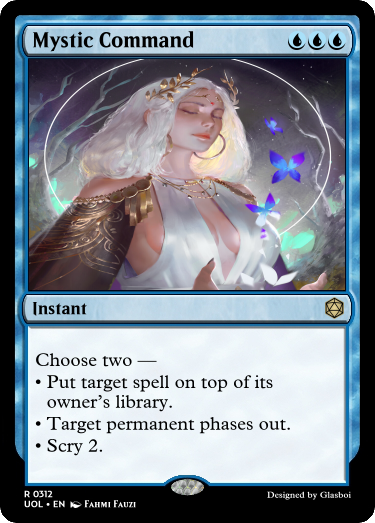 Mystic Command
Instant
Choose two —
• Put target spell on top of its
owner's library.
• Target permanent phases out.
• Scry 2.
R 0312
UOL • EN Fahmi Fauzi
Designed by Glasboi